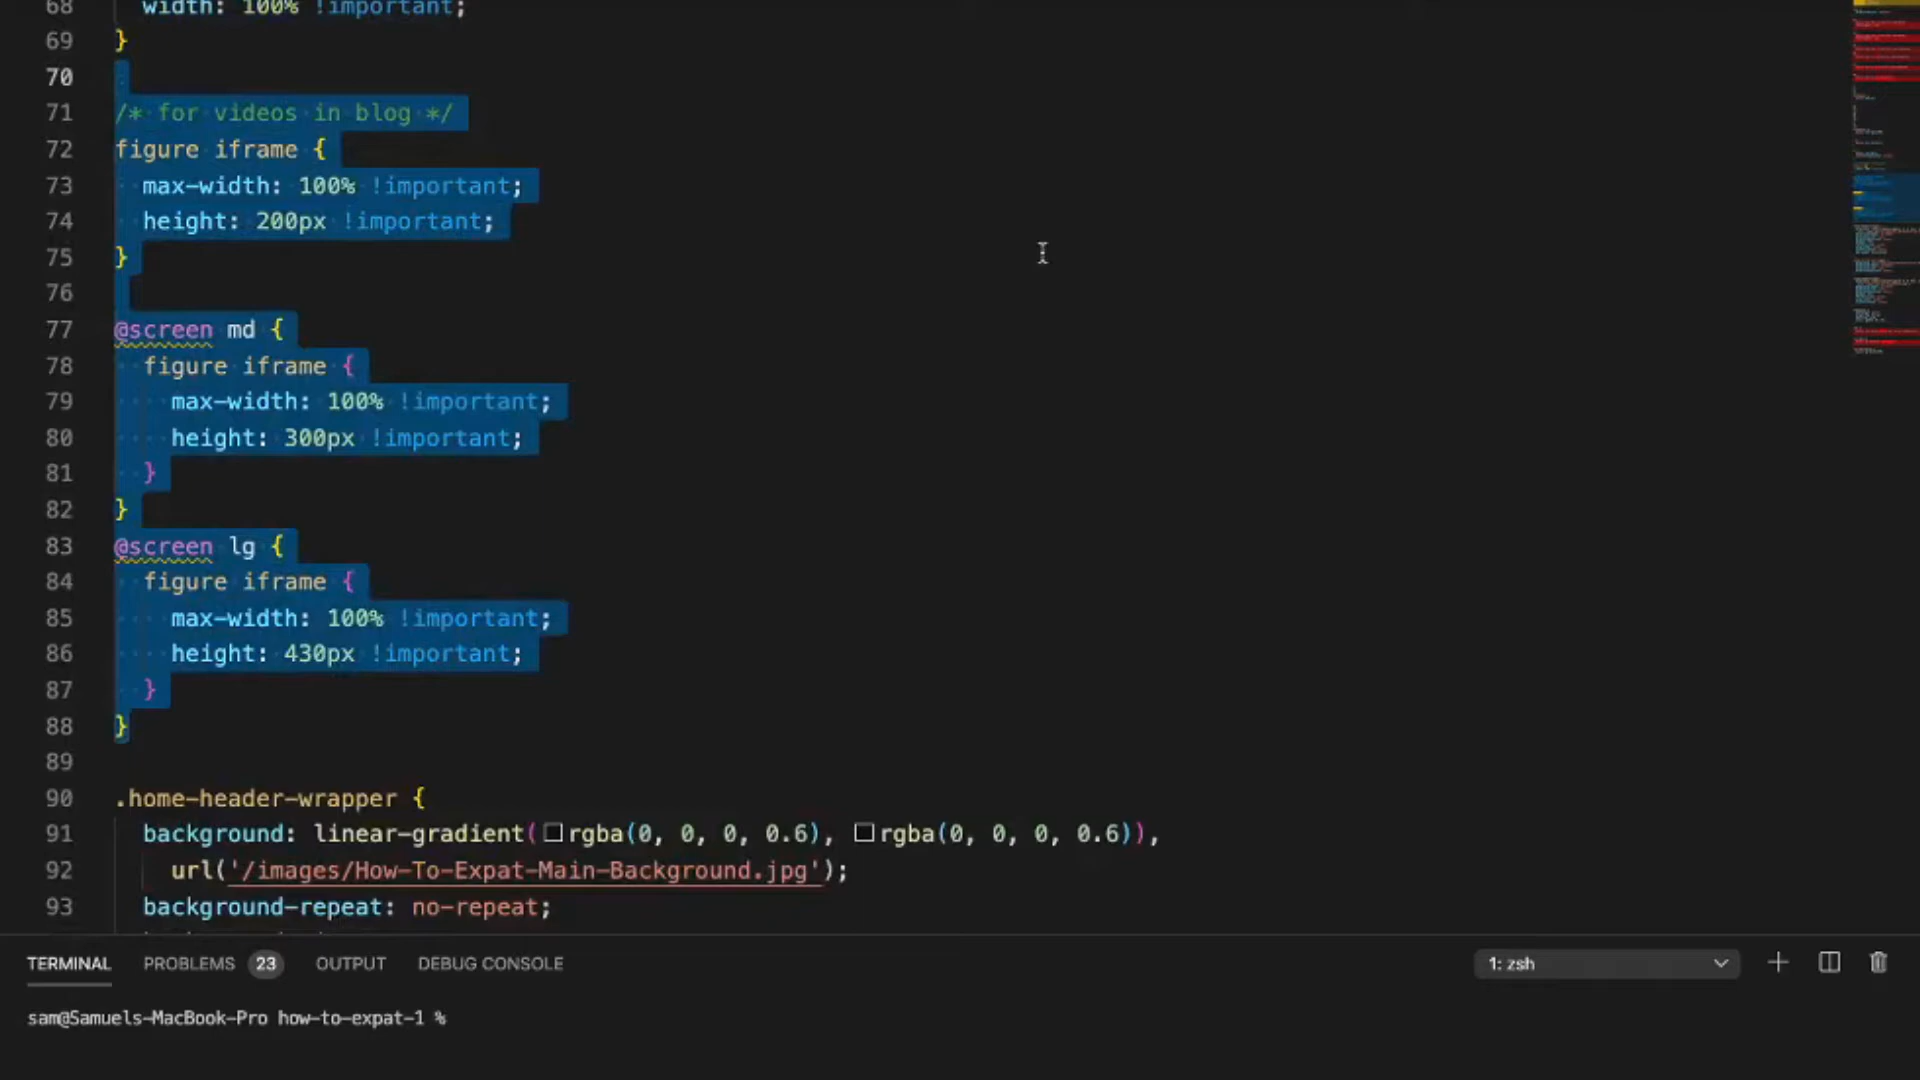 68 width: 100% !important;
69 }
70
71 /* for videos in blog */
72 figure iframe {
73 max-width: 100% !important;
74 height: 200px !important;
75 }
76
77 @screen md {
78 figure iframe {
79 max-width: 100% !important;
80 height: 300px !important;
81 }
82 }
83 @screen lg {
84 figure iframe {
85 max-width: 100% !important;
86 height: 430px !important;
87 }
88 }
89
90 .home-header-wrapper {
91 background: linear-gradient(rgba(0, 0, 0, 0.6), rgba(0, 0, 0, 0.6)),
92 url('/images/How-To-Expat-Main-Background.jpg');
93 background-repeat: no-repeat;
TERMINAL PROBLEMS 23 OUTPUT DEBUG CONSOLE 1: zsh
sam@Samuels-MacBook-Pro how-to-expat-1 %